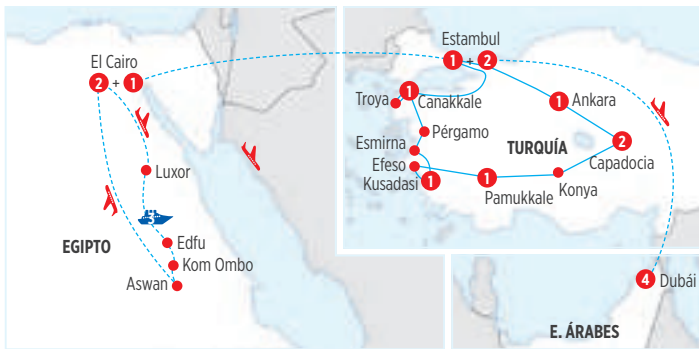 El Cairo
2 + 1
Luxor
3
EGIPTO
Edfu
Kom Ombo
Aswan
Estambul
1 + 2
1
Troya
Canakkale
1
Ankara
Pérgamo
Esmirna
TURQUÍA
2
Efeso
Capadocia
Kusadasi
1
1
Konya
Pamukkale
4
Dubái
E. ÁRABES